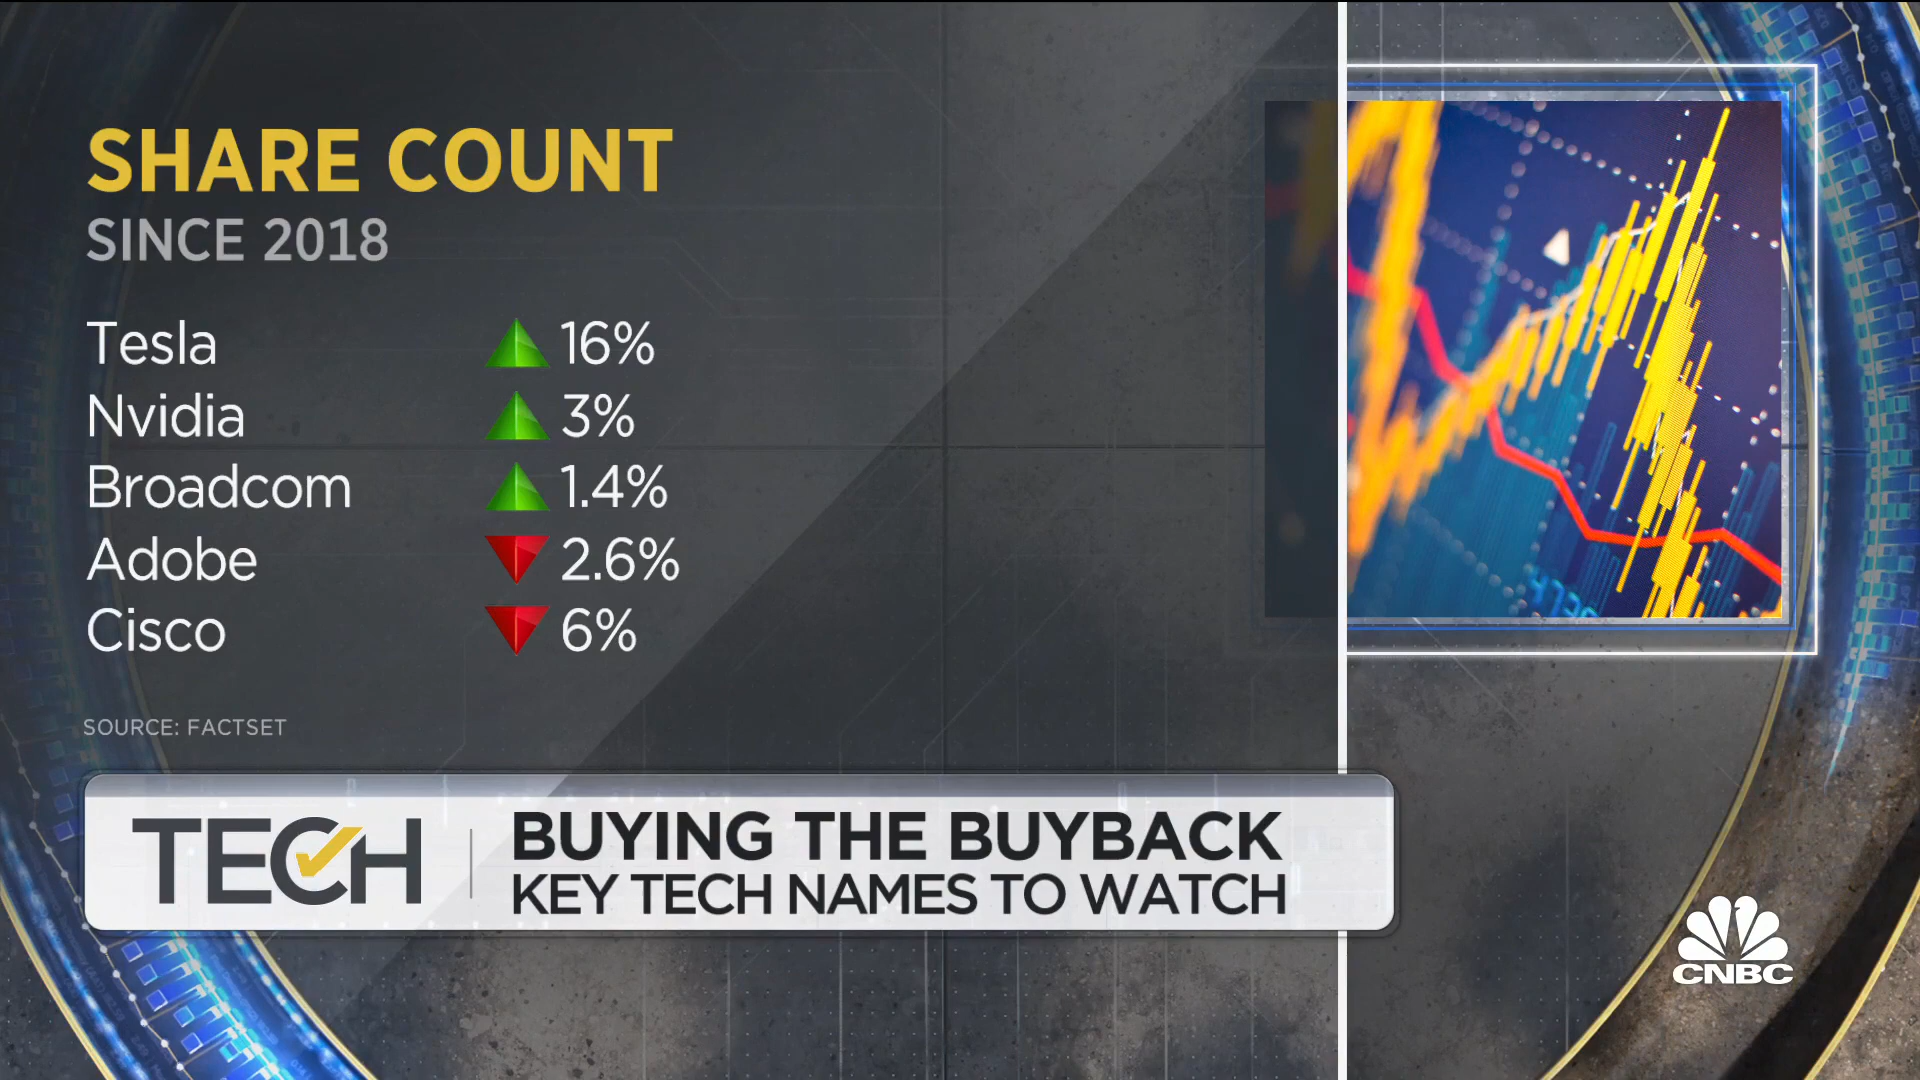 SHARE COUNT
SINCE 2018
Tesla ▲ 16%
Nvidia ▲ 3%
Broadcom ▲ 1.4%
Adobe ▼ 2.6%
Cisco ▼ 6%
SOURCE: FACTSET
TECH
BUYING THE BUYBACK
KEY TECH NAMES TO WATCH
CNBC